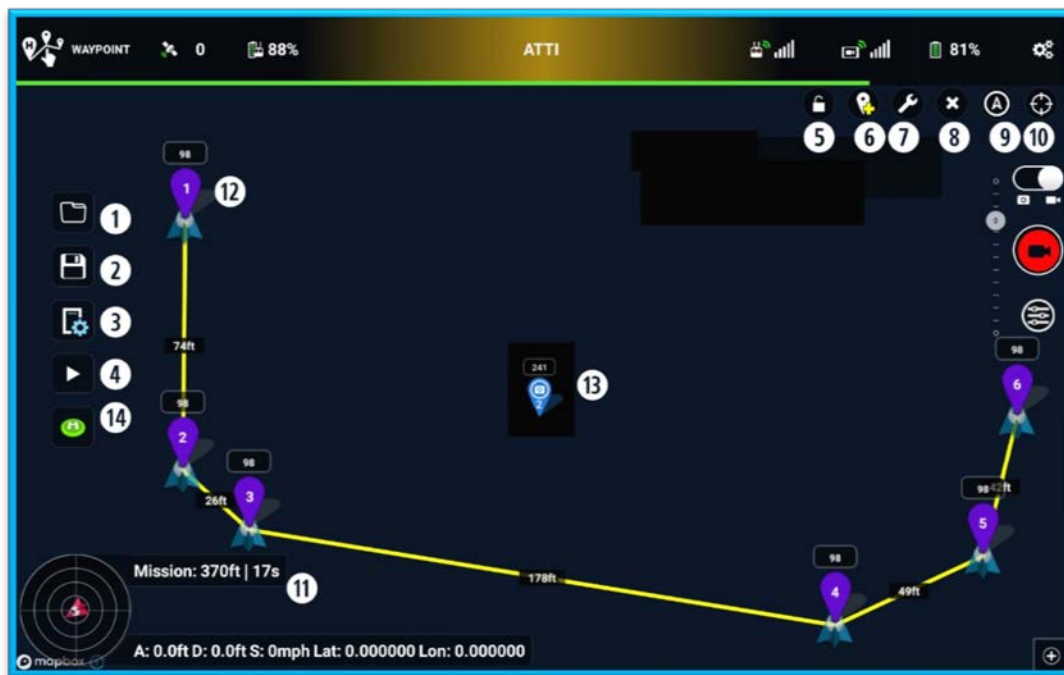 WAYPOINT 0 88% ATTI 81%
A
5 6 7 8 9 10
98
1 12
1
2
3
74ft
4
14
98
2
26ft
98
3
241
2
13
98
6
98 42ft
5
178ft
98
4
49ft
Mission: 370ft | 17s
11
A: 0.0ft D: 0.0ft S: 0mph Lat: 0.000000 Lon: 0.000000
mapbox